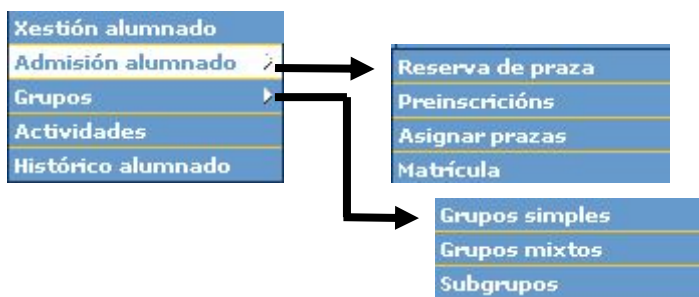 Xestión alumnado
Admisión alumnado
Grupos
Actividades
Histórico alumnado
Reserva de praza
Preinscricións
Asignar prazas
Matrícula
Grupos simples
Grupos mixtos
Subgrupos